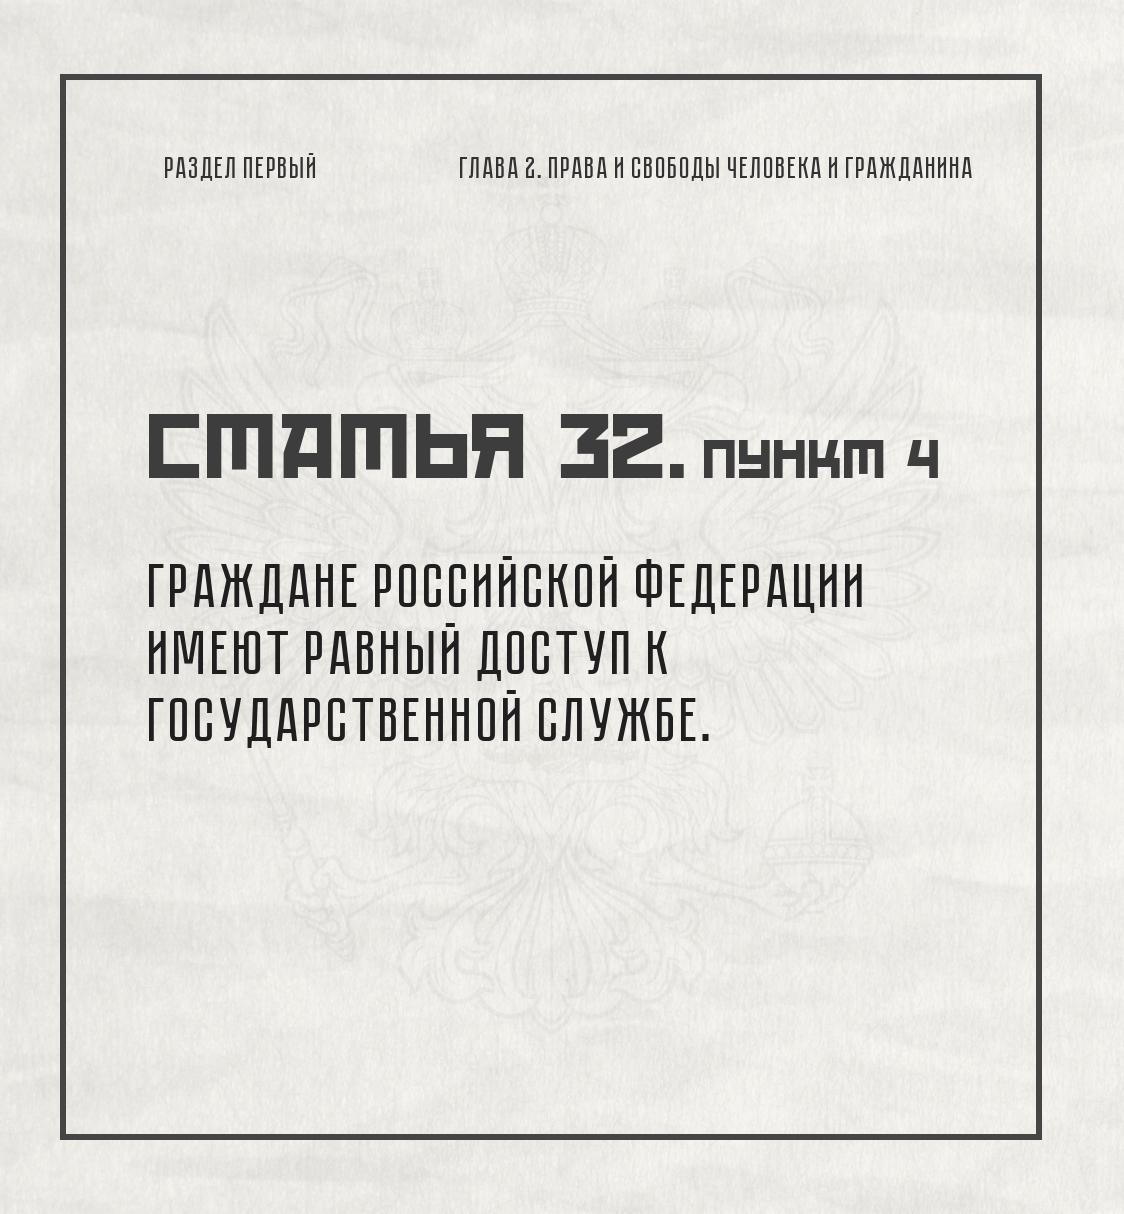 РАЗДЕЛ ПЕРВЫЙ
ГЛАВА 2. ПРАВА И СВОБОДЫ ЧЕЛОВЕКА И ГРАЖДАНИНА
СТАТЬЯ 32. ПУНКТ 4
ГРАЖДАНЕ РОССИЙСКОЙ ФЕДЕРАЦИИ
ИМЕЮТ РАВНЫЙ ДОСТУП К
ГОСУДАРСТВЕННОЙ СЛУЖБЕ.